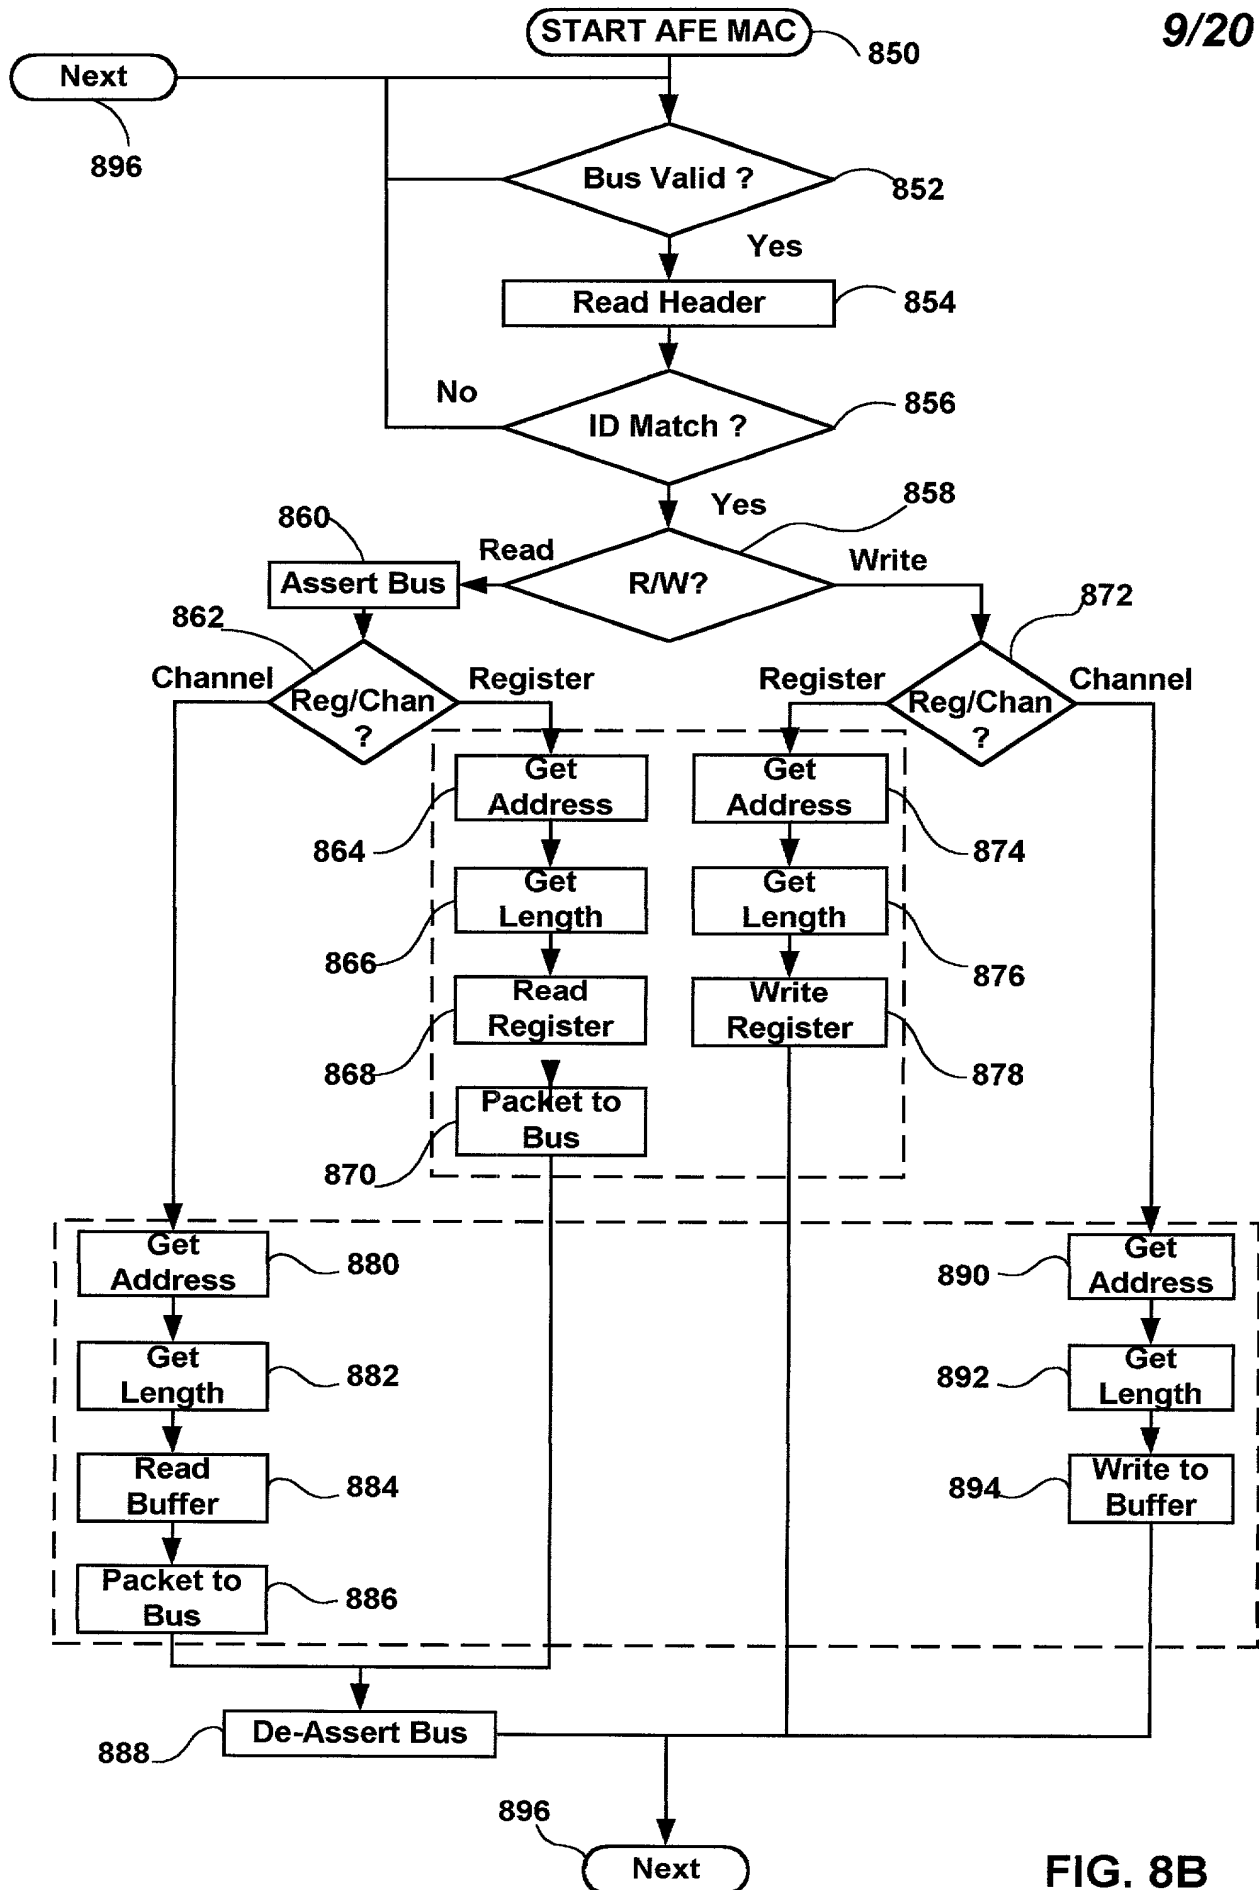 START AFE MAC
850
9/20
Next
896
Bus Valid ?
852
Yes
Read Header
854
No
ID Match ?
856
Yes
858
860
Read
Write
Assert Bus
R/W?
862
872
Channel
Register
Register
Channel
Reg/Chan
?
Reg/Chan
?
Get
Address
Get
Address
864
874
Get
Length
Get
Length
866
876
Read
Register
Write
Register
868
878
Packet to
Bus
870
Get
Address
880
890
Get
Address
Get
Length
882
892
Get
Length
Read
Buffer
884
894
Write to
Buffer
Packet to
Bus
886
De-Assert Bus
888
896
Next
FIG. 8B